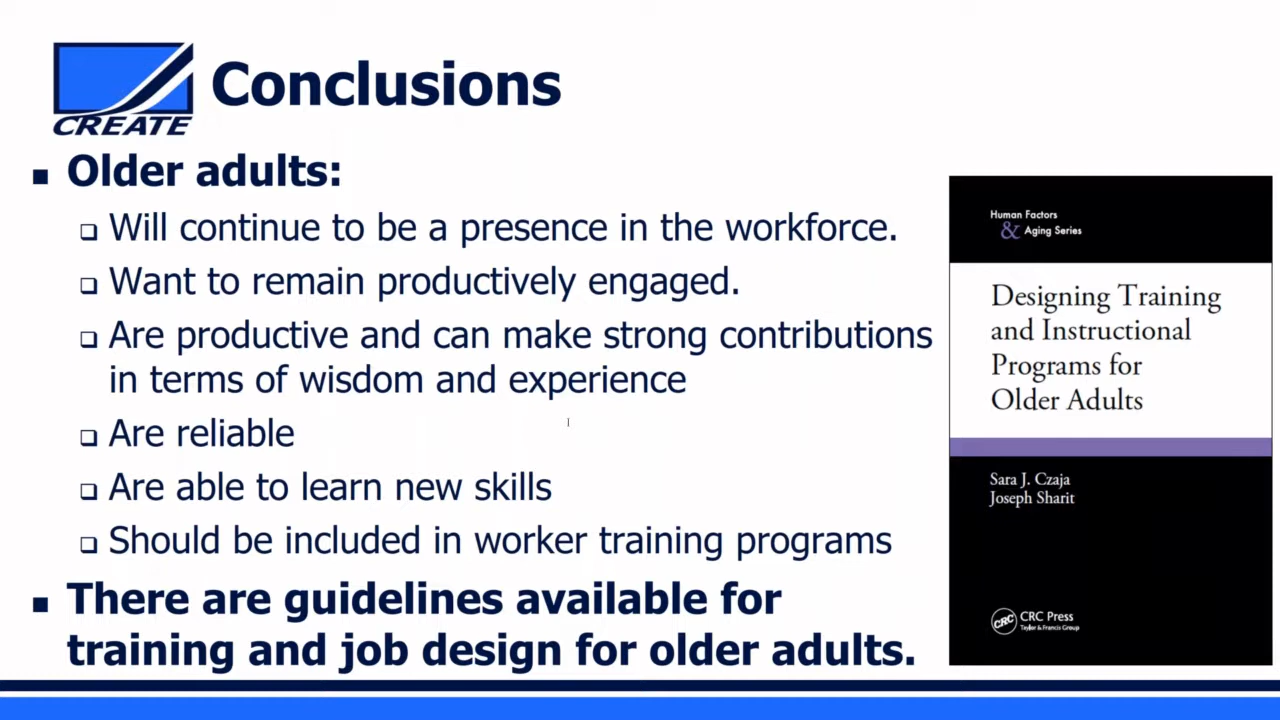 CREATE
Conclusions
Older adults:
Will continue to be a presence in the workforce.
Want to remain productively engaged.
Are productive and can make strong contributions
in terms of wisdom and experience
Are reliable
Are able to learn new skills
Should be included in worker training programs
There are guidelines available for
training and job design for older adults.
Human Factors
& Aging Series
Designing Training
and Instructional
Programs for
Older Adults
Sara J. Czaja
Joseph Sharit
CRC CRC Press
Taylor & Francis Group